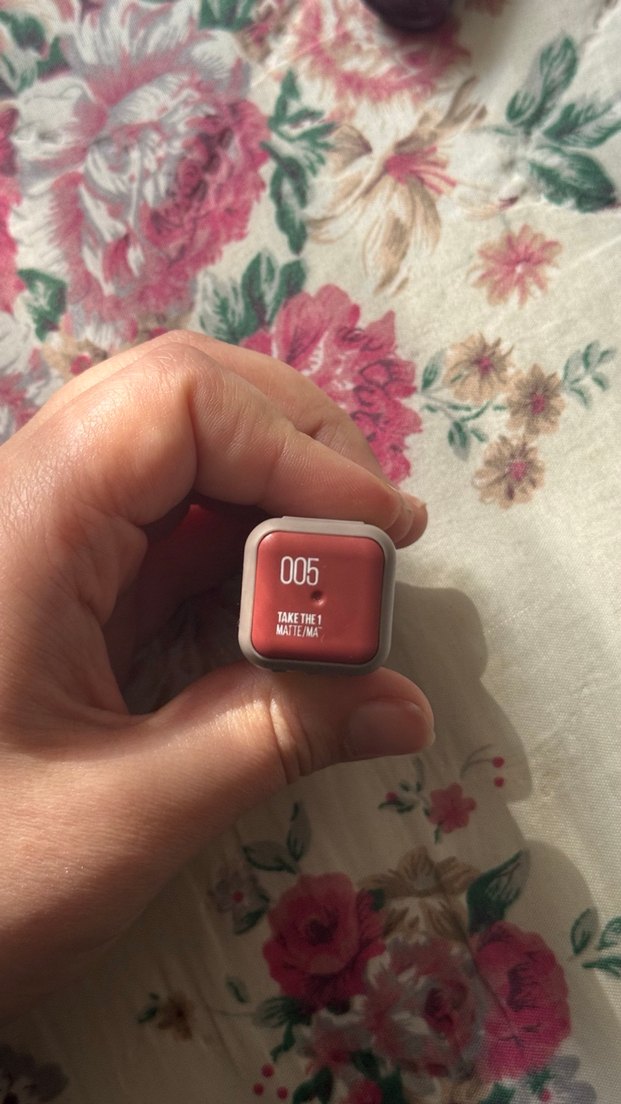 005
TAKE THE 1
MATTE/MA